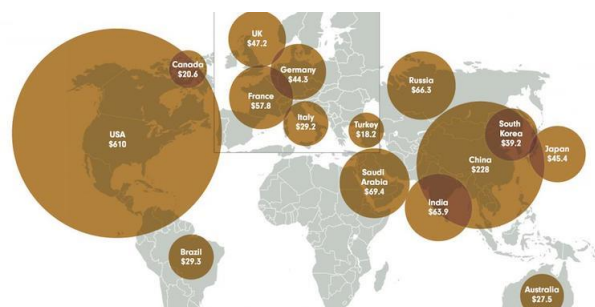 Canada
$20.6
USA
$610
Brazil
$29.3
UK
$47.2
Germany
$44.3
France
$57.8
Italy
$29.2
Turkey
$18.2
Russia
$66.3
Saudi
Arabia
$69.4
China
$228
South
Korea
$39.2
Japan
$45.4
India
$63.9
Australia
$27.5